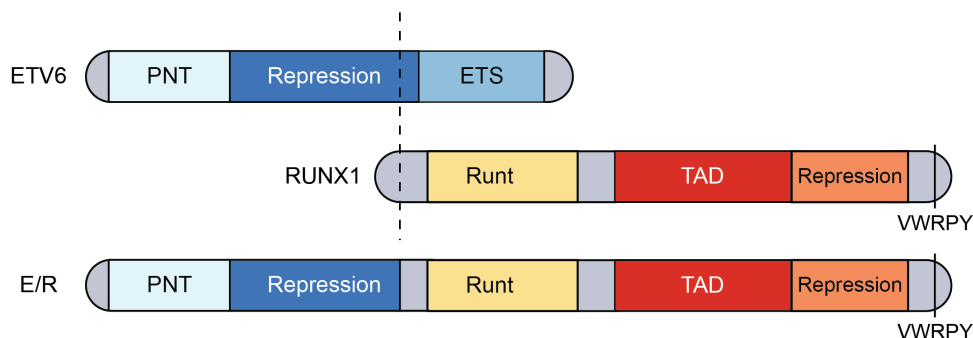 ETV6 PNT Repression ETS
RUNX1 Runt TAD Repression
VWRPY
E/R PNT Repression Runt TAD Repression
VWRPY